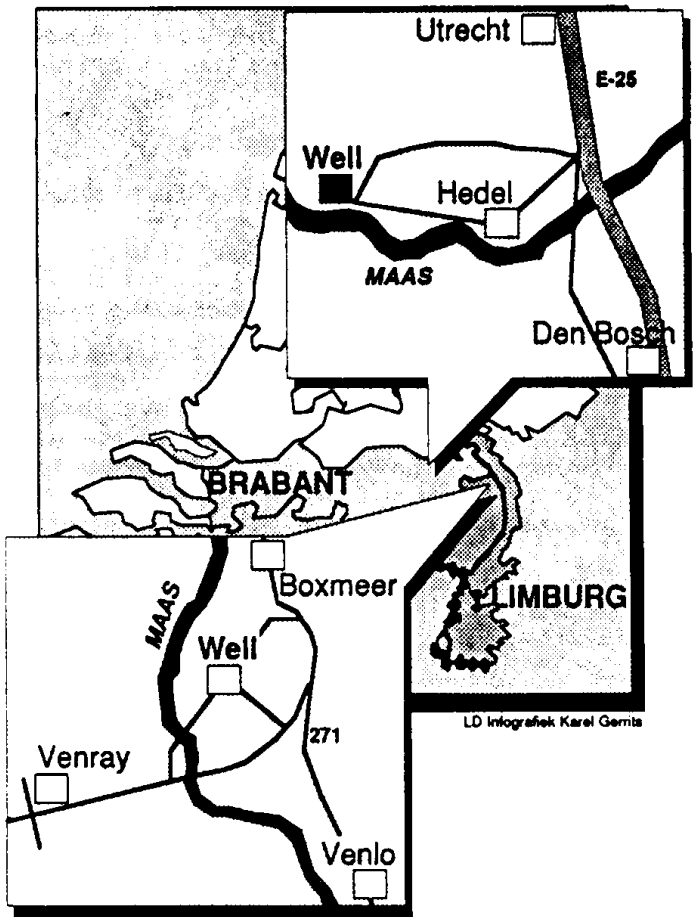 Utrecht
E-25
Well
Hedel
MAAS
Den Bosch
BRABANT
Boxmeer
MAAS
LIMBURG
Well
LD Infografiek Karel Gerrits
271
Venray
Venlo